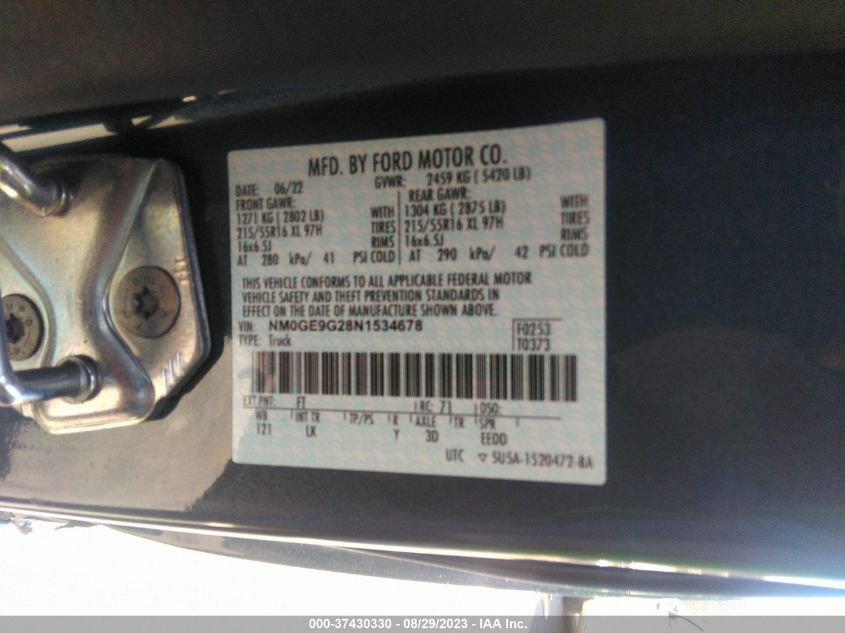 MFD. BY FORD MOTOR CO.
DATE: 06/22 GVWR: 2459 KG ( 5420 LB)
FRONT GAWR: REAR GAWR:
1271 KG ( 2802 LB) WITH 1304 KG ( 2875 LB) WITH
215/55R16 XL 97H TIRES 215/55R16 XL 97H TIRES
16x6.5J RIMS 16x6.5J RIMS
AT 280 kPa/ 41 PSI COLD AT 290 kPa/ 42 PSI COLD
THIS VEHICLE CONFORMS TO ALL APPLICABLE FEDERAL MOTOR
VEHICLE SAFETY AND THEFT PREVENTION STANDARDS IN
EFFECT ON THE DATE OF MANUFACTURE SHOWN ABOVE.
VIN: NM0GE9G28N1534678 F0253
TYPE: Truck T0373
EXT PNT: FT RC: 71 DSO:
WB INT TR TP/PS R AXLE TR SPR
121 LK Y 3D EEDD
UTC ▽ 5U5A-1520472-BA
000-37430330 - 08/29/2023 - IAA Inc.